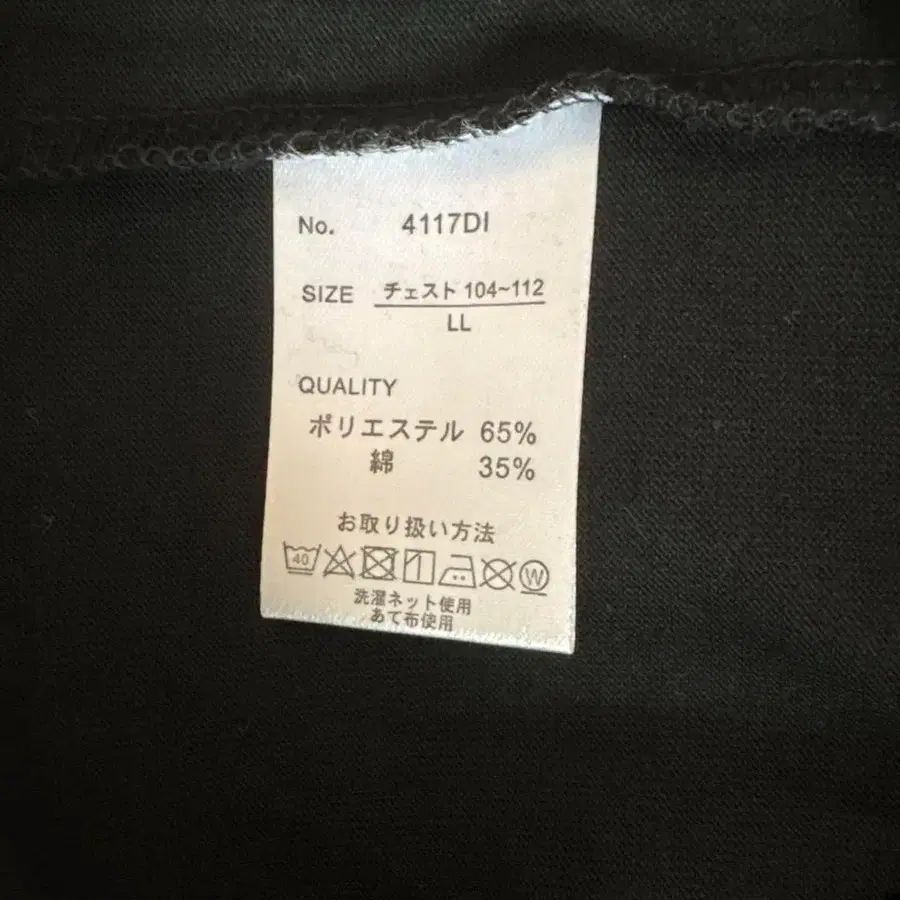 No. 4117DI
SIZE チェスト 104~112
LL
QUALITY
ポリエステル 65%
綿 35%
お取り扱い方法
40 W
洗濯ネット使用
あて布使用